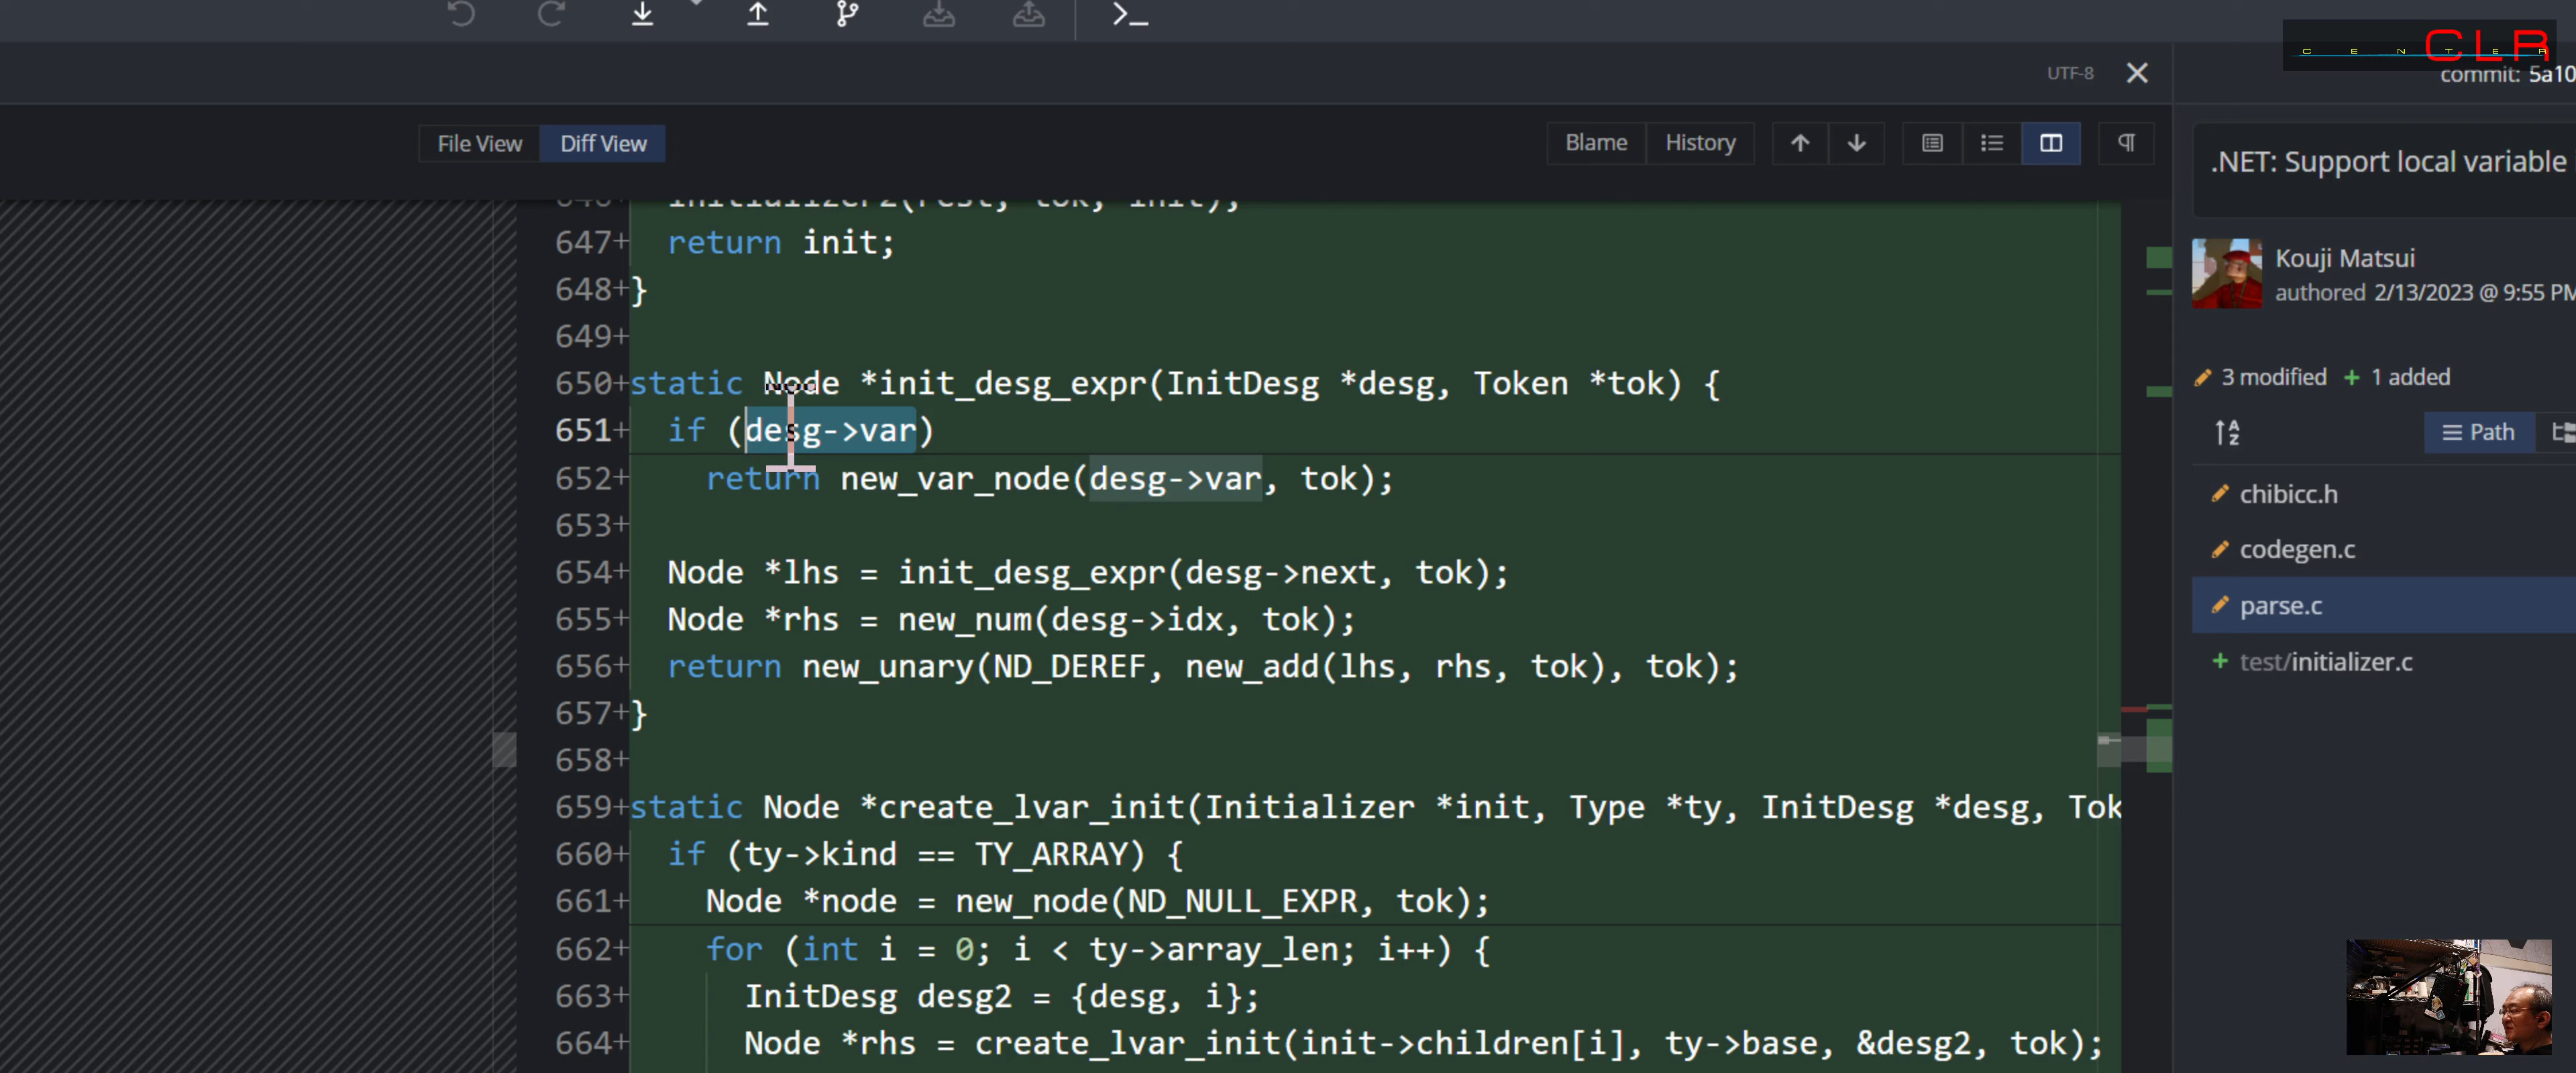 CENTER CLR
UTF-8
commit: 5a10
File View
Diff View
Blame
History
.NET: Support local variable
Kouji Matsui
authored 2/13/2023 @ 9:55 PM
3 modified + 1 added
Path
chibicc.h
codegen.c
parse.c
+ test/initializer.c
646+ initializer2(rest, tok, init);
647+ return init;
648+}
649+
650+static Node *init_desg_expr(InitDesg *desg, Token *tok) {
651+ if (desg->var)
652+ return new_var_node(desg->var, tok);
653+
654+ Node *lhs = init_desg_expr(desg->next, tok);
655+ Node *rhs = new_num(desg->idx, tok);
656+ return new_unary(ND_DEREF, new_add(lhs, rhs, tok), tok);
657+}
658+
659+static Node *create_lvar_init(Initializer *init, Type *ty, InitDesg *desg, Tok
660+ if (ty->kind == TY_ARRAY) {
661+ Node *node = new_node(ND_NULL_EXPR, tok);
662+ for (int i = 0; i < ty->array_len; i++) {
663+ InitDesg desg2 = {desg, i};
664+ Node *rhs = create_lvar_init(init->children[i], ty->base, &desg2, tok);